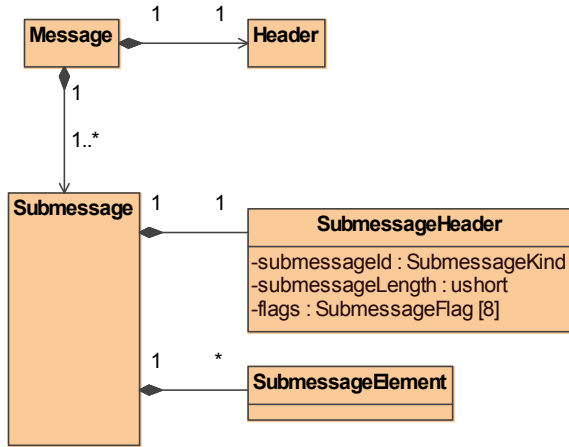 1 1
Message Header
1
1..*
Submessage 1 1
SubmessageHeader
-submessageId : SubmessageKind
-submessageLength : ushort
-flags : SubmessageFlag [8]
1 *
SubmessageElement